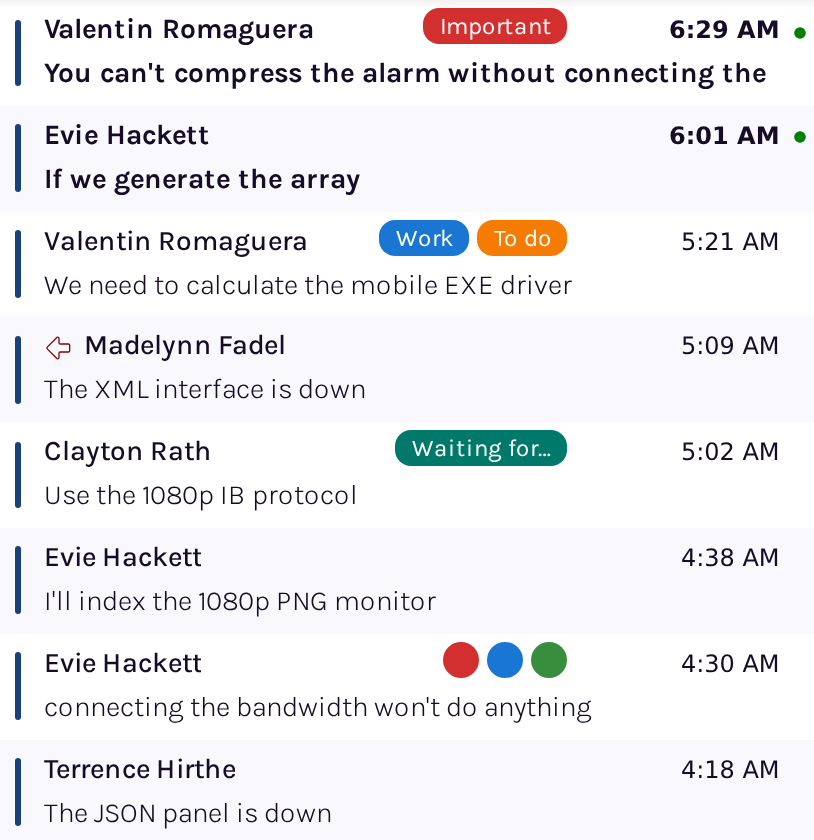 Valentin Romaguera Important 6:29 AM
You can't compress the alarm without connecting the
Evie Hackett 6:01 AM
If we generate the array
Valentin Romaguera Work To do 5:21 AM
We need to calculate the mobile EXE driver
Madelynn Fadel 5:09 AM
The XML interface is down
Clayton Rath Waiting for... 5:02 AM
Use the 1080p IB protocol
Evie Hackett 4:38 AM
I'll index the 1080p PNG monitor
Evie Hackett 4:30 AM
connecting the bandwidth won't do anything
Terrence Hirthe 4:18 AM
The JSON panel is down